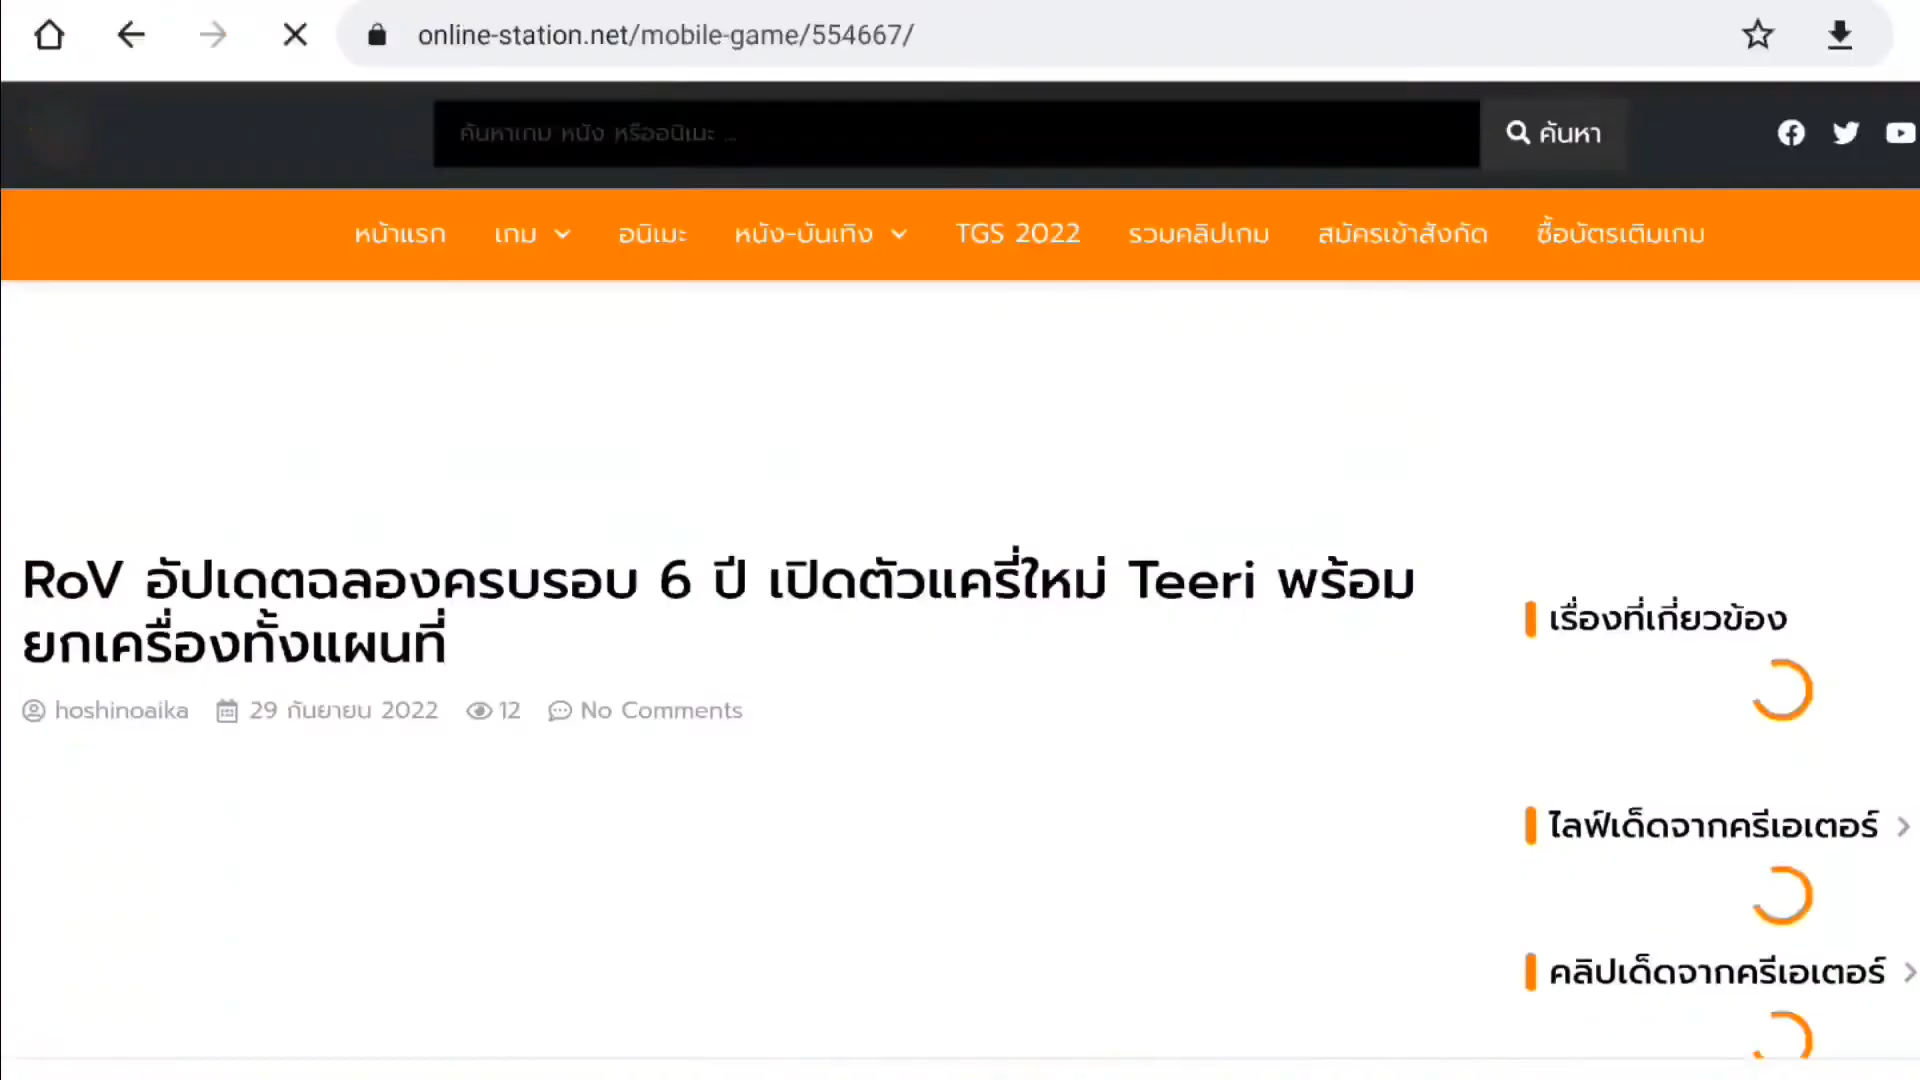 online-station.net/mobile-game/554667/
ค้นหาเกม หนัง หรืออนิเมะ ...
ค้นหา
หน้าแรก เกม อนิเมะ หนัง-บันเทิง TGS 2022 รวมคลิปเกม สมัครเข้าสังกัด ซื้อบัตรเติมเกม
RoV อัปเดตฉลองครบรอบ 6 ปี เปิดตัวแครี่ใหม่ Teeri พร้อม
ยกเครื่องทั้งแผนที่
hoshinoaika 29 กันยายน 2022 12 No Comments
เรื่องที่เกี่ยวข้อง
ไลฟ์เด็ดจากครีเอเตอร์
คลิปเด็ดจากครีเอเตอร์